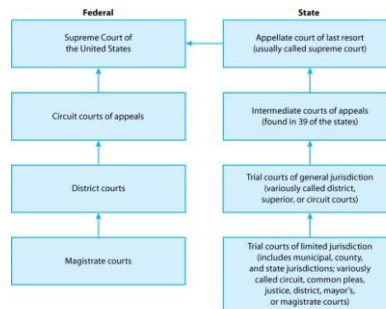 Federal
State
Supreme Court of
the United States
Appellate court of last resort
(usually called supreme court)
Circuit courts of appeals
Intermediate courts of appeals
(found in 39 of the states)
District courts
Trial courts of general jurisdiction
(variously called district,
superior, or circuit courts)
Magistrate courts
Trial courts of limited jurisdiction
(includes municipal, county,
and state jurisdictions; variously
called circuit, common pleas,
justice, district, mayor's,
or magistrate courts)